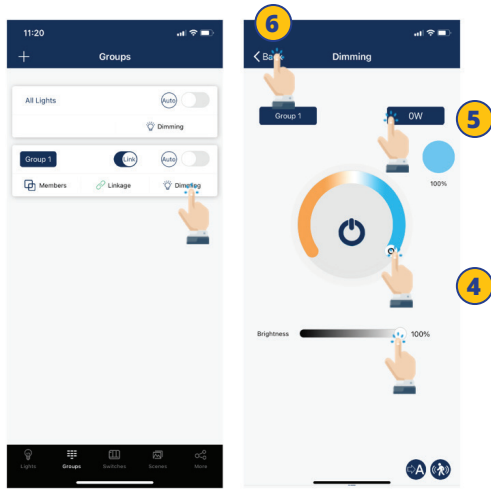 11:20
Groups
All Lights
Auto
Dimming
Group 1
Link
Auto
Members
Linkage
Dimming
Lights
Groups
Switches
Scenes
More
6
Back
Dimming
Group 1
0W
5
100%
4
Brightness
100%
A